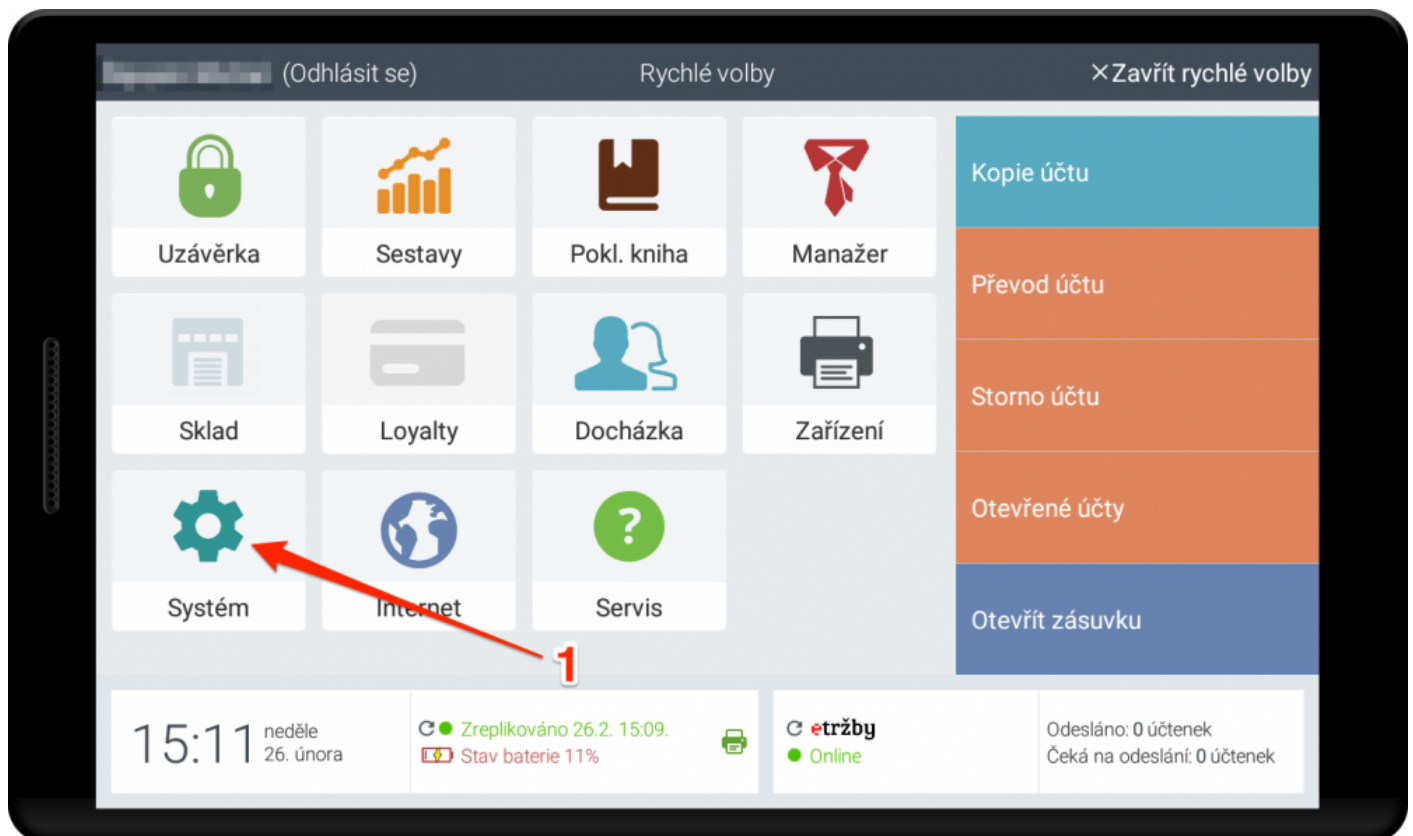 (Odhlásit se) Rychlé volby ×Zavřít rychlé volby
Uzávěrka Sestavy Pokl. kniha Manažer
Kopie účtu
Převod účtu
Sklad Loyalty Docházka Zařízení
Storno účtu
Otevřené účty
?
Systém Internet Servis
Otevřít zásuvku
1
15:11 neděle
26. února
Zreplikováno 26.2. 15:09.
Stav baterie 11%
etržby
Online
Odesláno: 0 účtenek
Čeká na odeslání: 0 účtenek